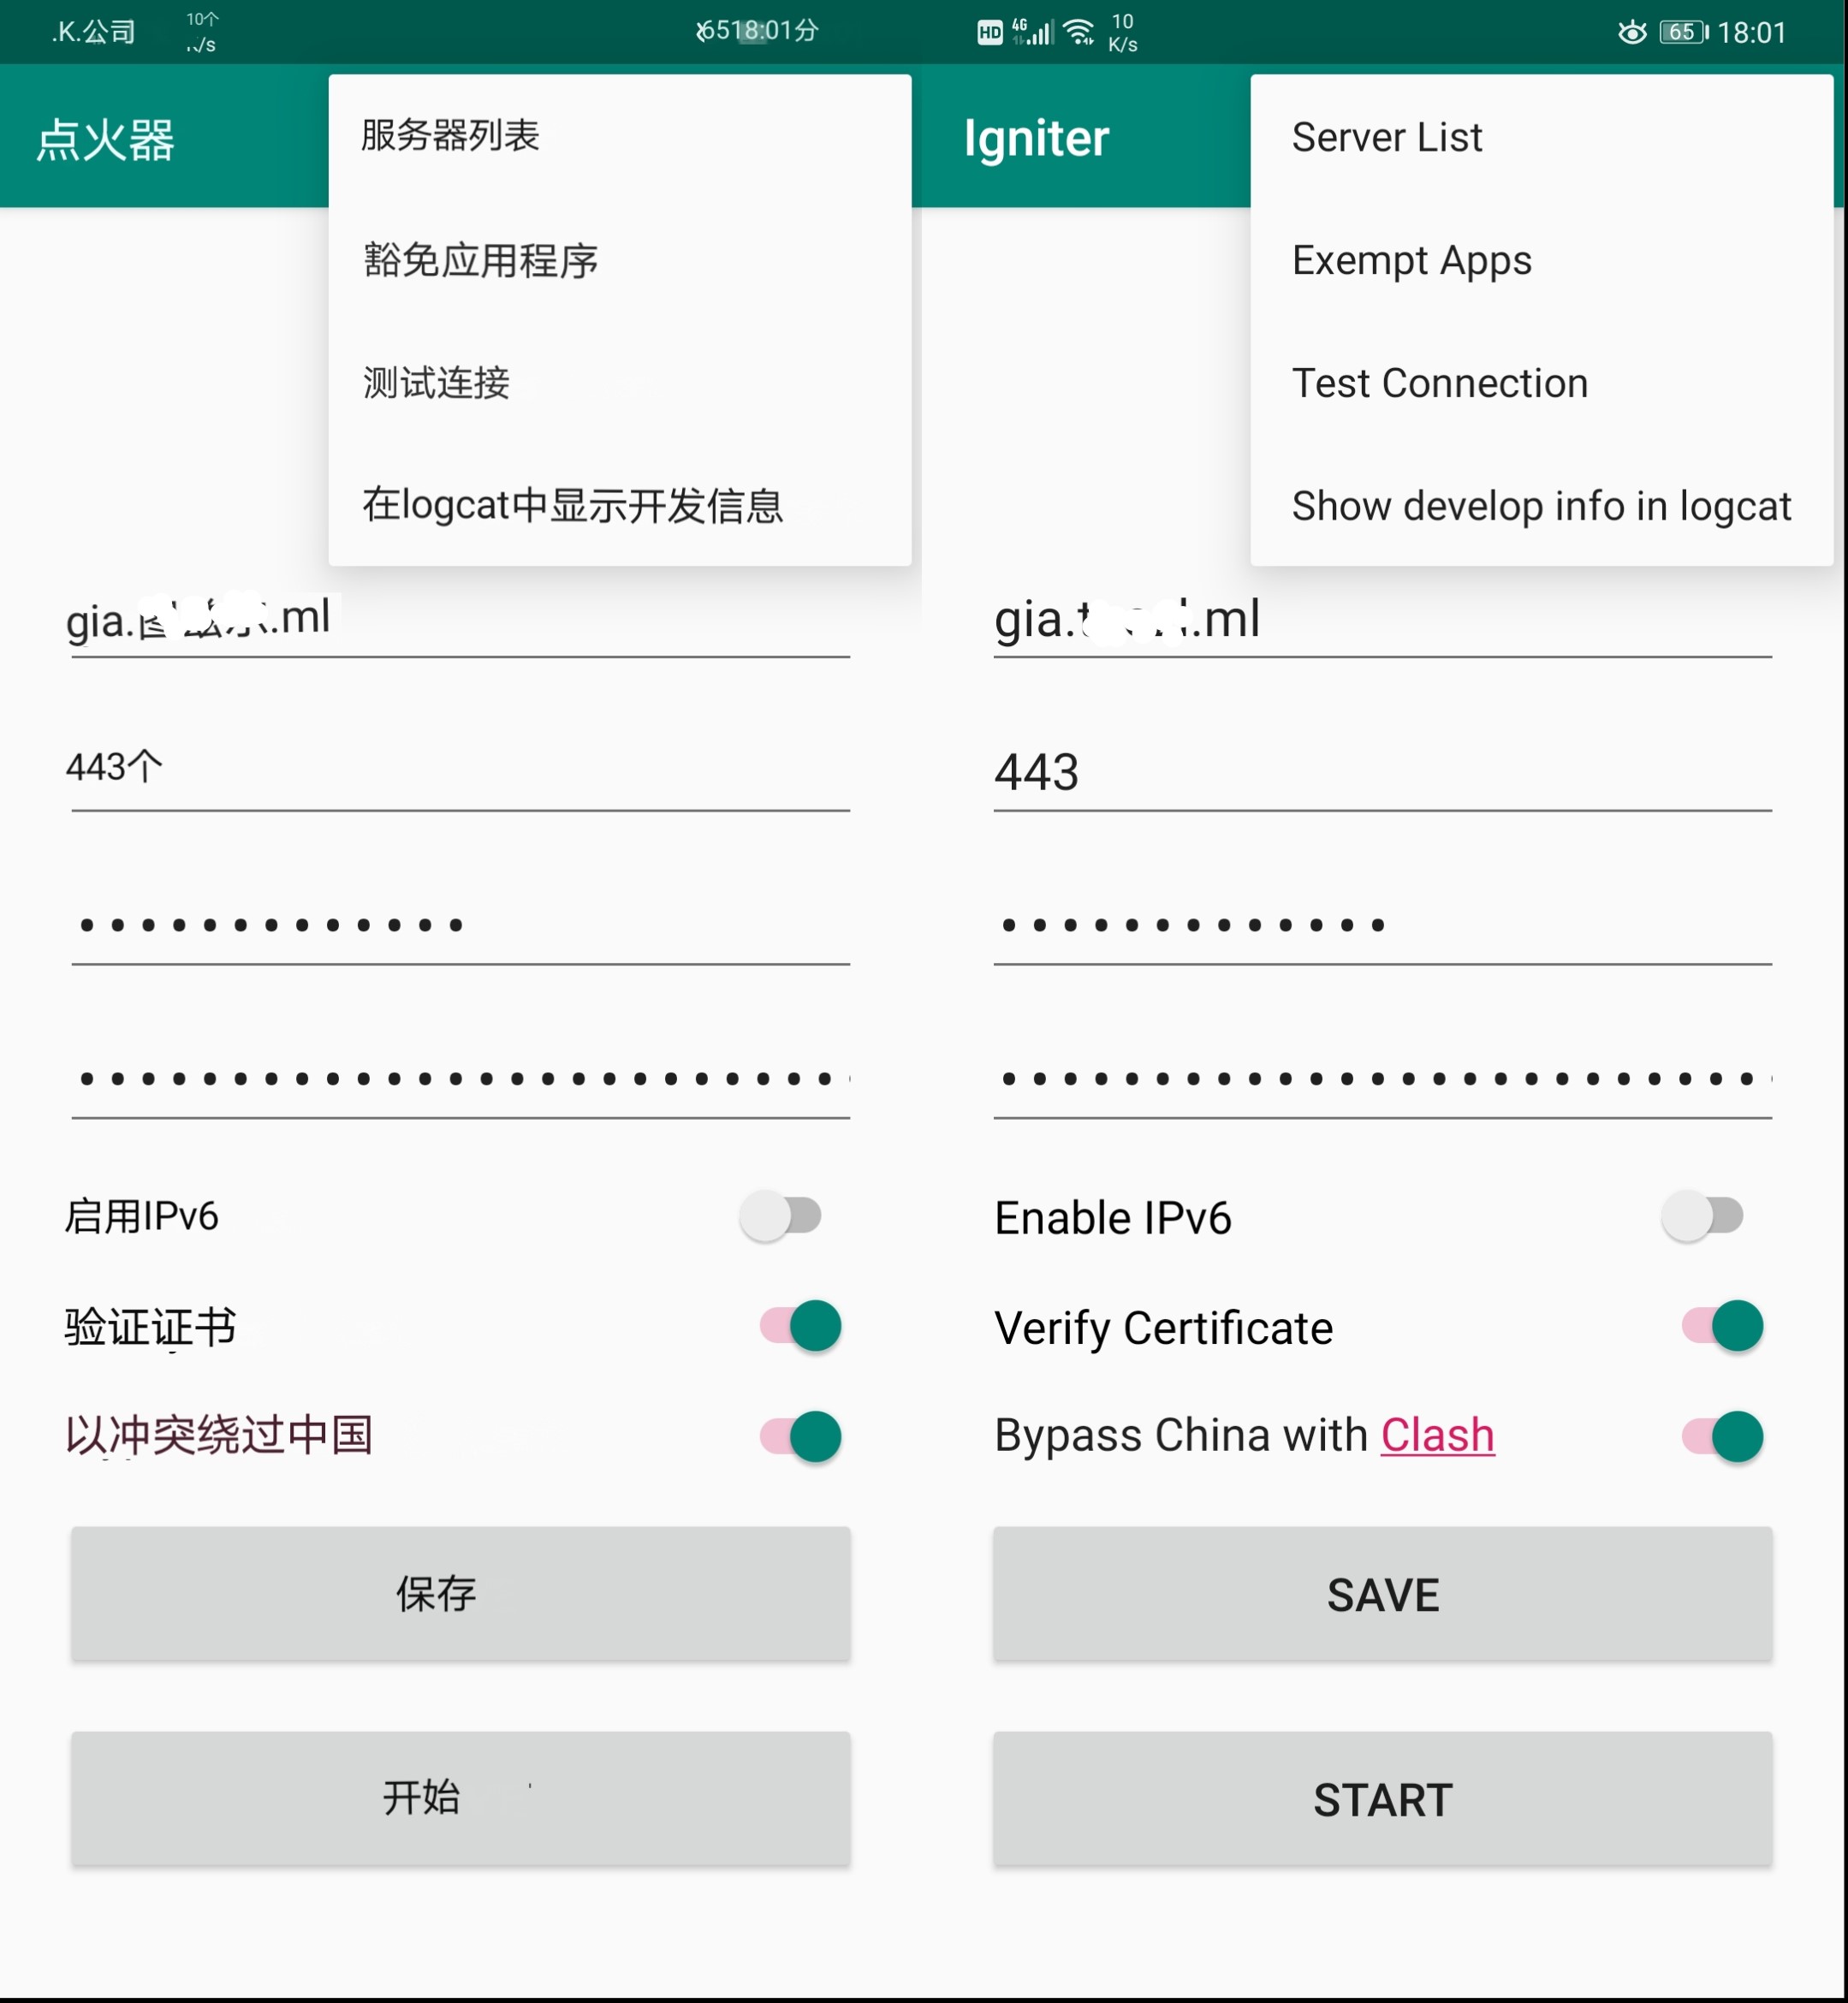 .K.公司
10个
K/s
6518:01分
点火器
服务器列表
豁免应用程序
测试连接
在logcat中显示开发信息
gia.
.ml
443个
启用IPv6
验证证书
以冲突绕过中国
保存
开始
HD
4G
10
K/s
65
18:01
Igniter
Server List
Exempt Apps
Test Connection
Show develop info in logcat
gia.
.ml
443
Enable IPv6
Verify Certificate
Bypass China with Clash
SAVE
START